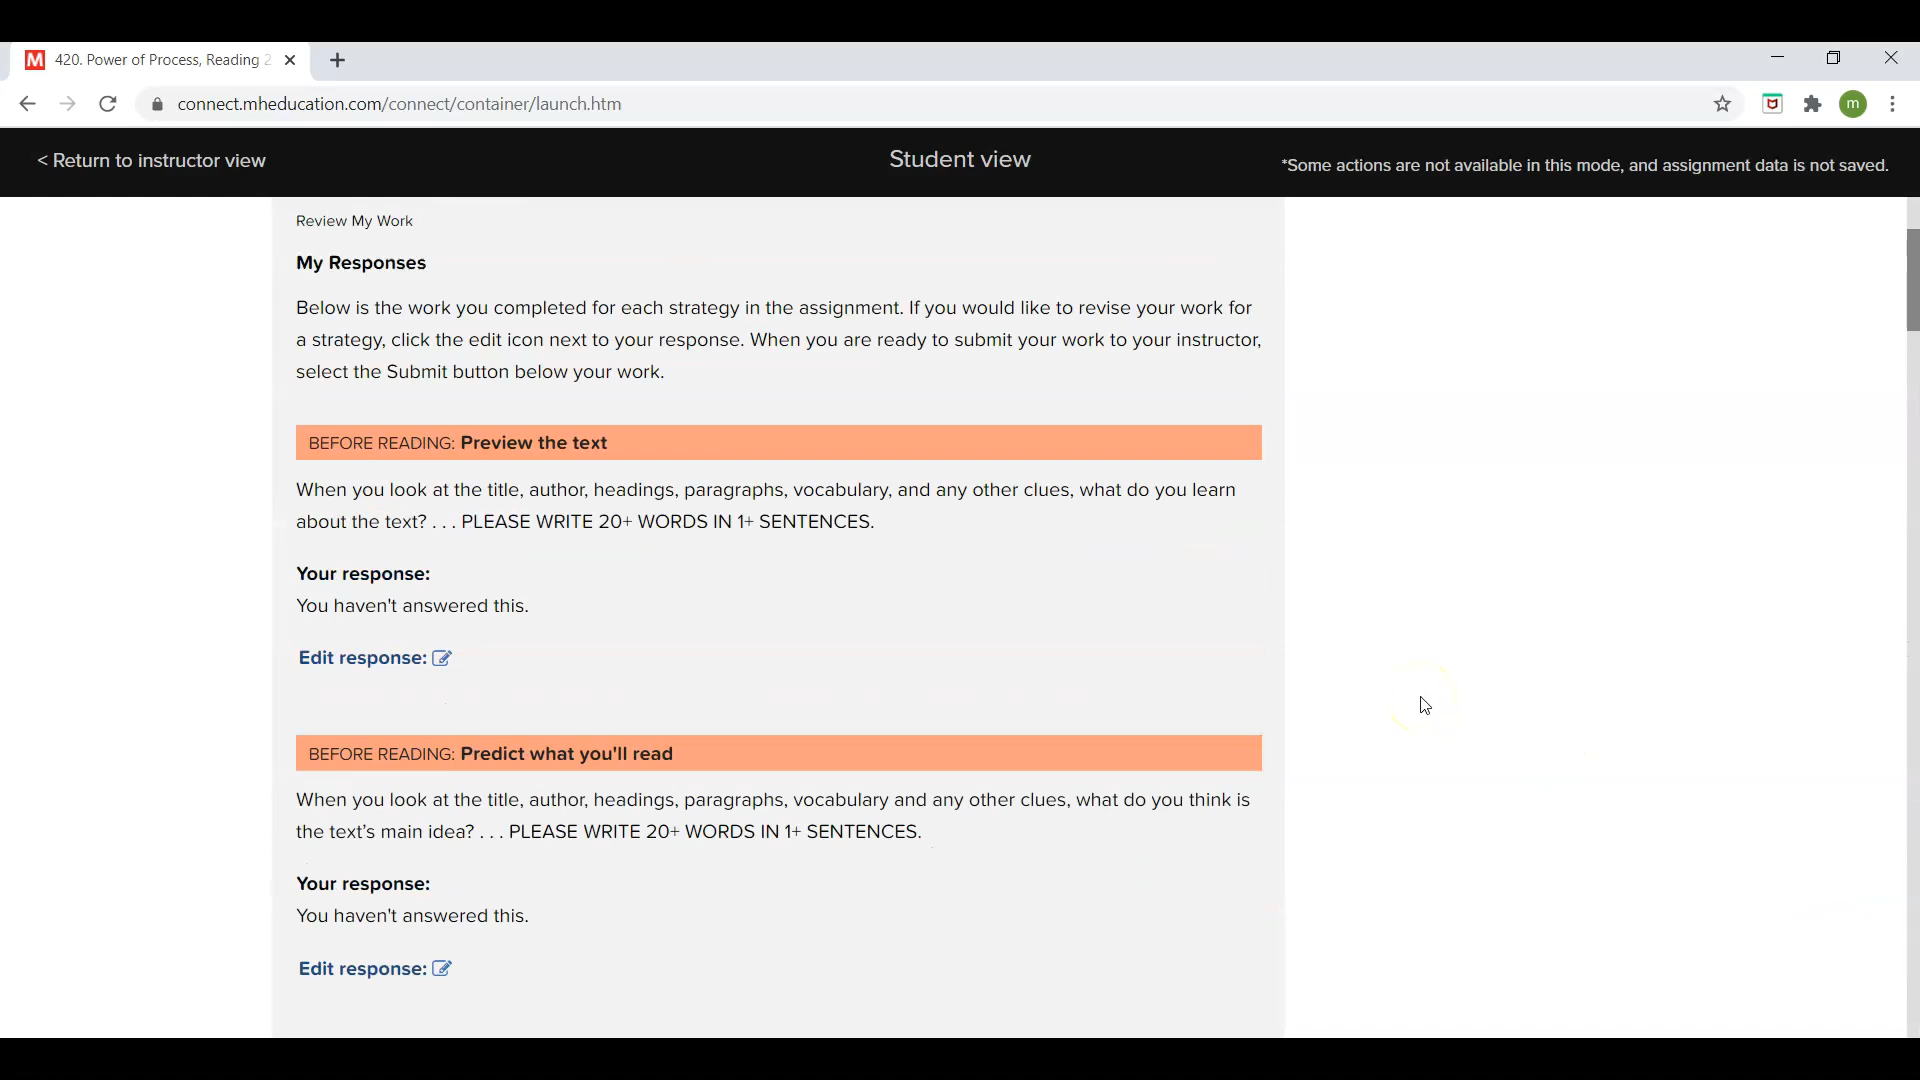 420. Power of Process, Reading 2
connect.mheducation.com/connect/container/launch.htm
m
< Return to instructor view
Student view
*Some actions are not available in this mode, and assignment data is not saved.
Review My Work
My Responses
Below is the work you completed for each strategy in the assignment. If you would like to revise your work for
a strategy, click the edit icon next to your response. When you are ready to submit your work to your instructor,
select the Submit button below your work.
BEFORE READING: Preview the text
When you look at the title, author, headings, paragraphs, vocabulary, and any other clues, what do you learn
about the text? . . . PLEASE WRITE 20+ WORDS IN 1+ SENTENCES.
Your response:
You haven't answered this.
Edit response:
BEFORE READING: Predict what you'll read
When you look at the title, author, headings, paragraphs, vocabulary and any other clues, what do you think is
the text’s main idea? . . . PLEASE WRITE 20+ WORDS IN 1+ SENTENCES.
Your response:
You haven't answered this.
Edit response: